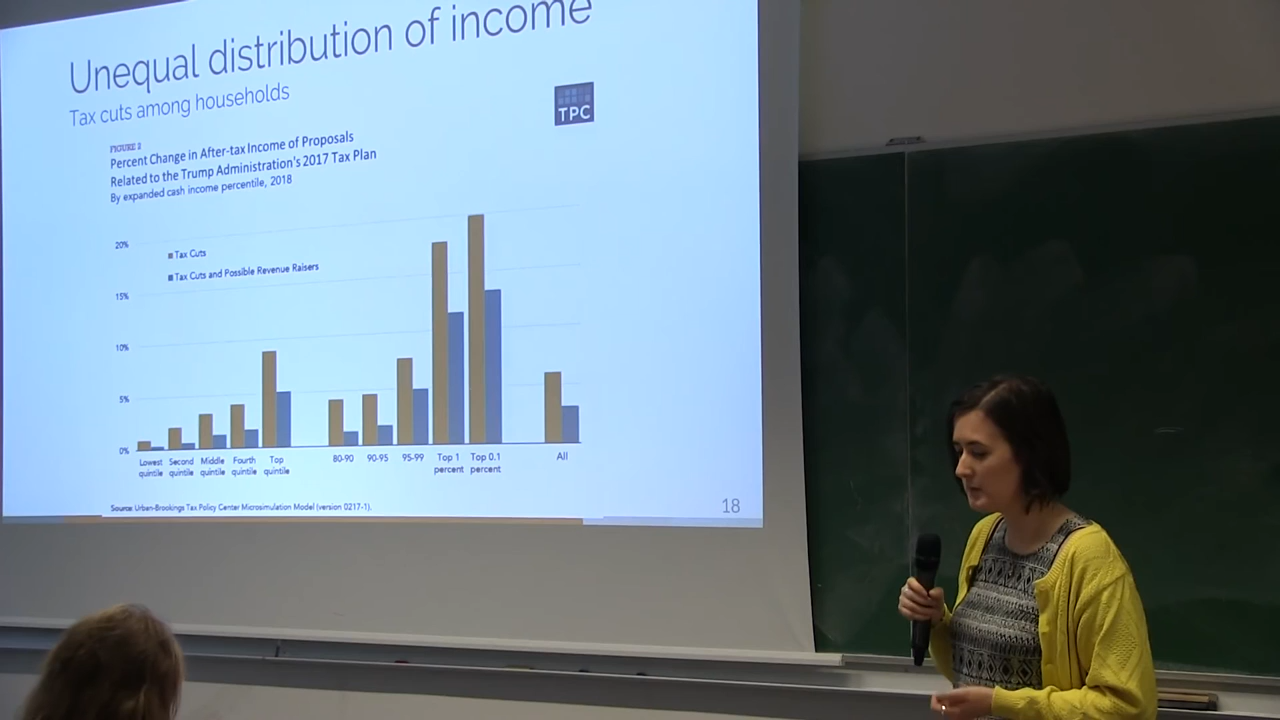 Unequal distribution of income
Tax cuts among households
TPC
FIGURE 2
Percent Change in After-tax Income of Proposals
Related to the Trump Administration's 2017 Tax Plan
By expanded cash income percentile, 2018
20%
Tax Cuts
Tax Cuts and Possible Revenue Raisers
15%
10%
5%
0%
Lowest quintile
Second quintile
Middle quintile
Fourth quintile
Top quintile
80-90
90-95
95-99
Top 1 percent
Top 0.1 percent
All
Source: Urban-Brookings Tax Policy Center Microsimulation Model (version 0217-1).
18